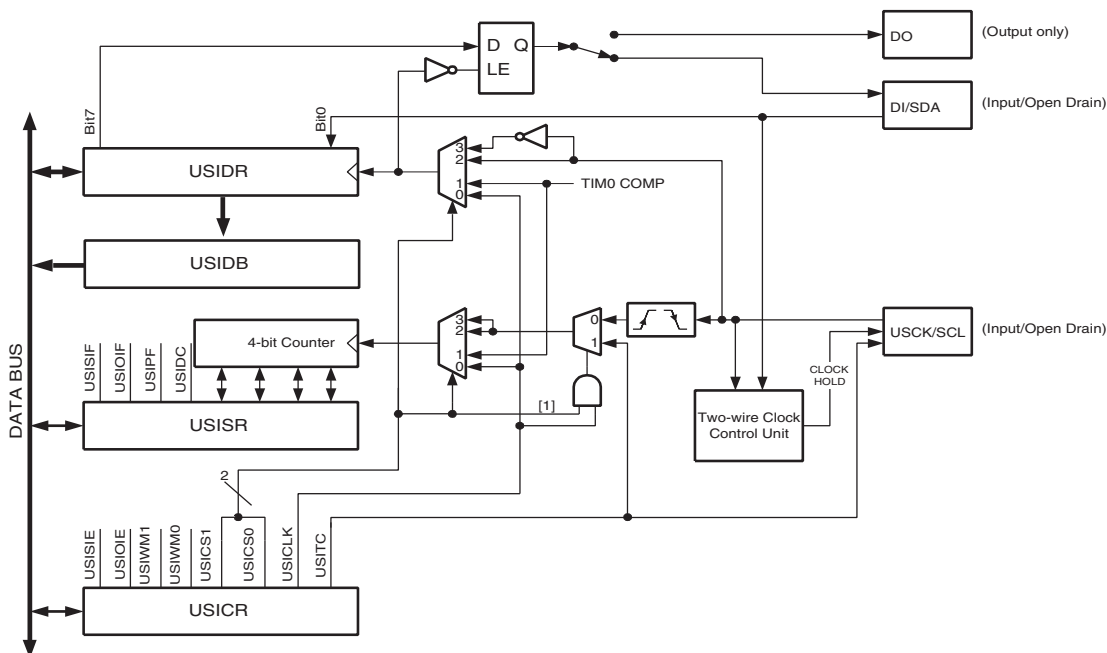 DO
(Output only)
D Q
LE
DI/SDA
(Input/Open Drain)
Bit7
Bit0
3
2
1
0
TIM0 COMP
USIDR
USIDB
DATA BUS
3
2
1
0
0
1
USCK/SCL
(Input/Open Drain)
4-bit Counter
CLOCK
HOLD
USISIF
USIOIF
USIPF
USIDC
[1]
USISR
Two-wire Clock
Control Unit
2
USISIE
USIOIE
USIWM1
USIWM0
USICS1
USICS0
USICLK
USITC
USICR